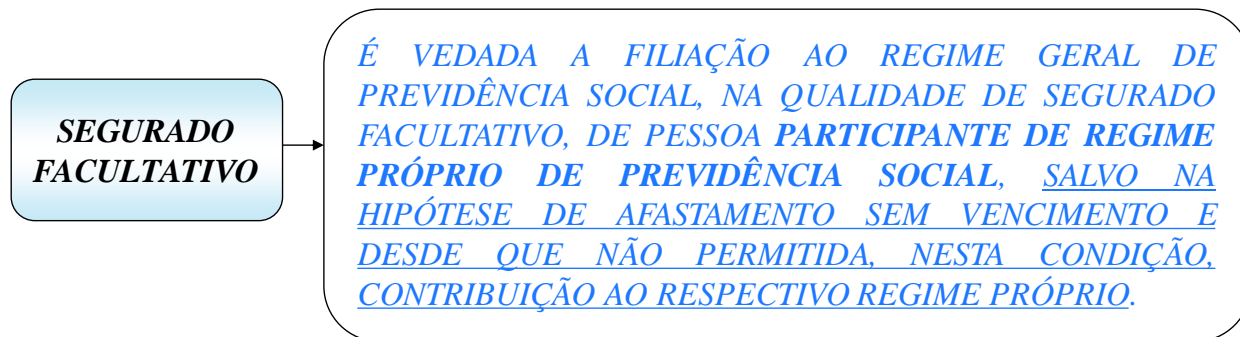 SEGURADO
FACULTATIVO
É VEDADA A FILIAÇÃO AO REGIME GERAL DE
PREVIDÊNCIA SOCIAL, NA QUALIDADE DE SEGURADO
FACULTATIVO, DE PESSOA PARTICIPANTE DE REGIME
PRÓPRIO DE PREVIDÊNCIA SOCIAL, SALVO NA
HIPÓTESE DE AFASTAMENTO SEM VENCIMENTO E
DESDE QUE NÃO PERMITIDA, NESTA CONDIÇÃO,
CONTRIBUIÇÃO AO RESPECTIVO REGIME PRÓPRIO.